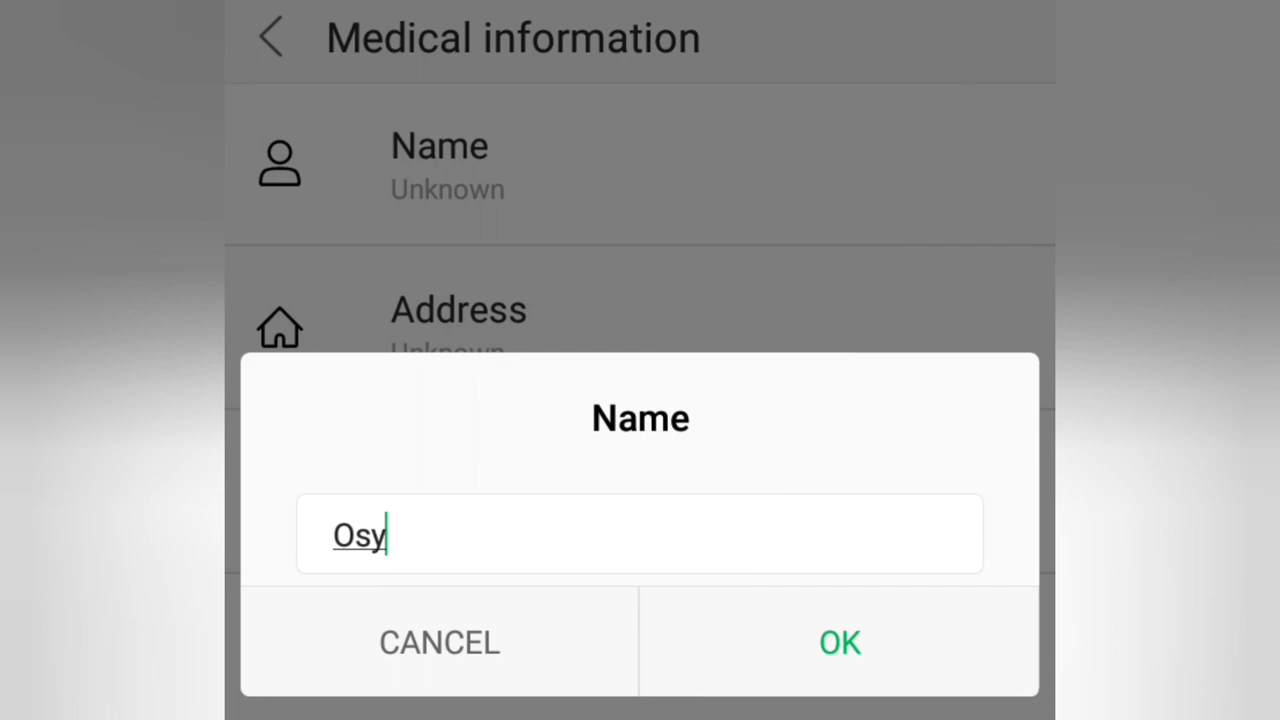 Medical information
Name
Unknown
Address
Unknown
Name
Osy
CANCEL
OK